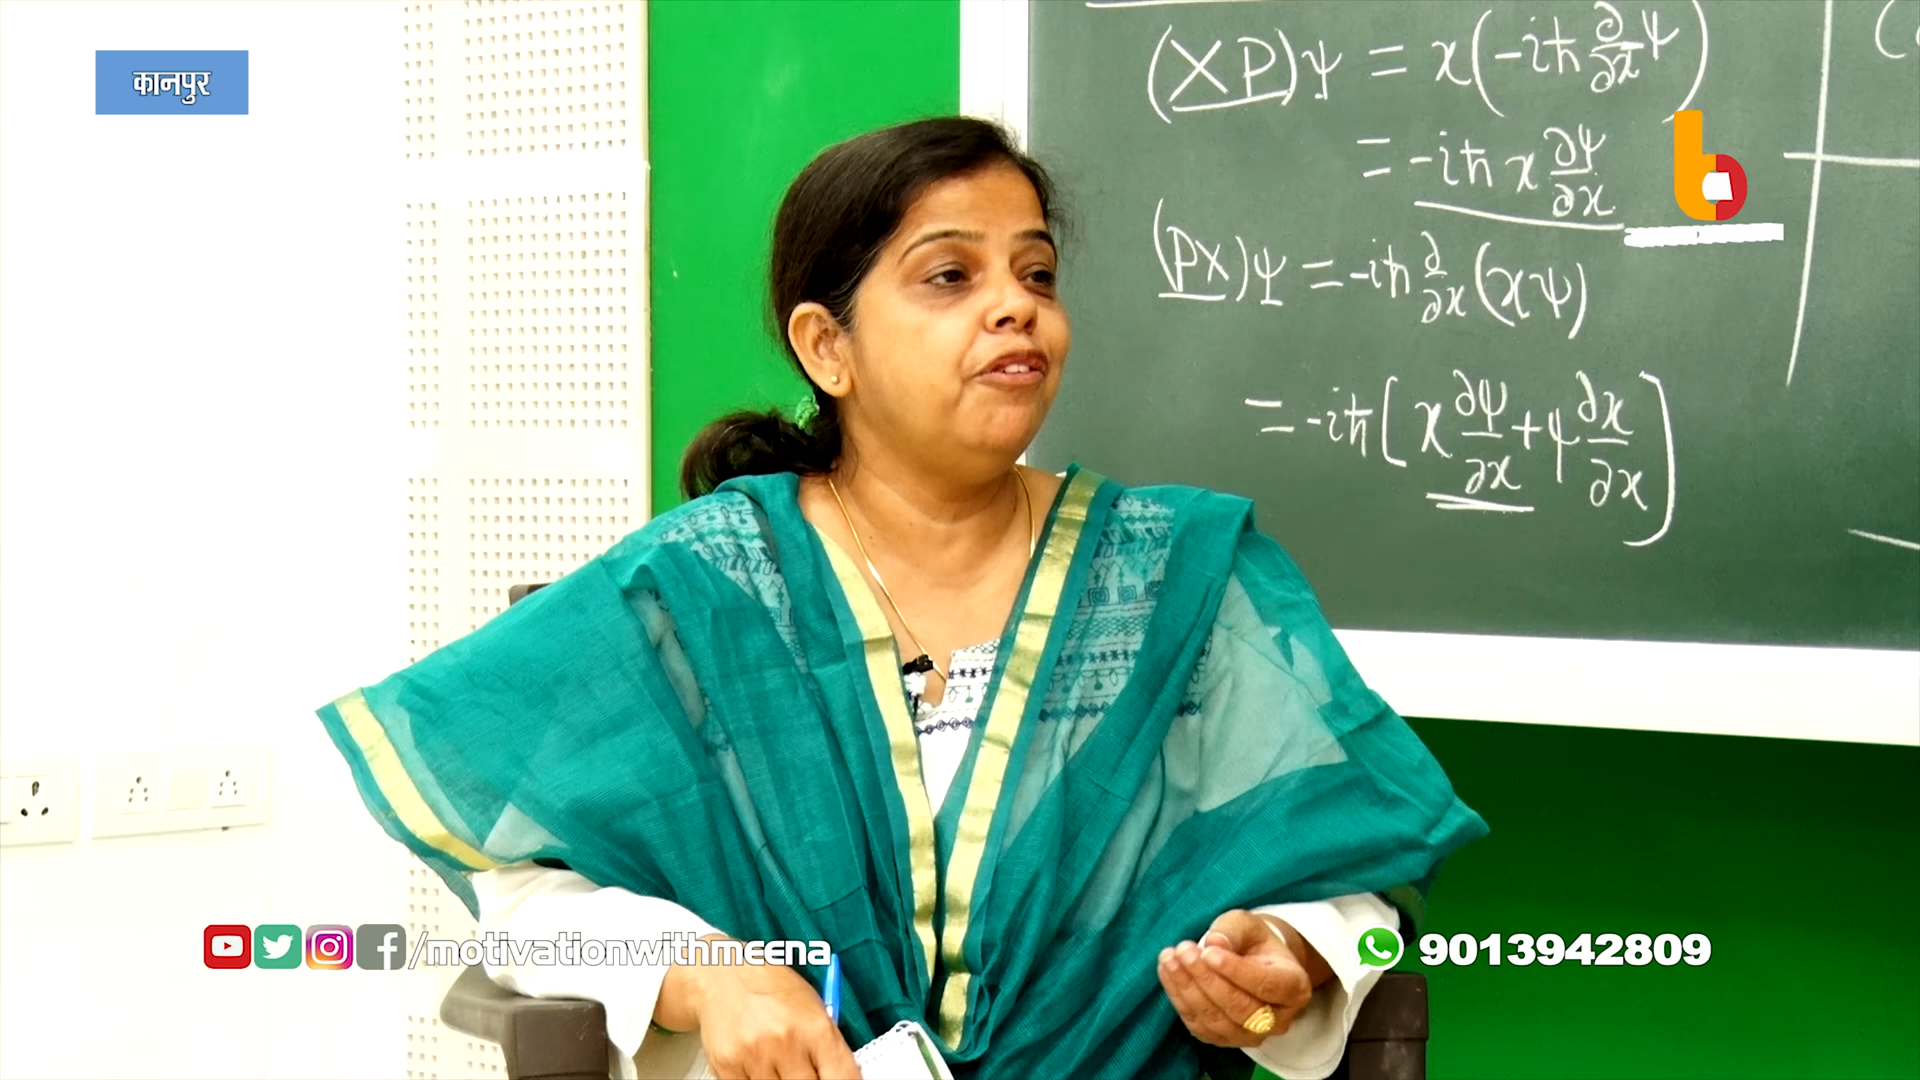 कानपुर
(XP)ψ = x(-iħ ∂/∂x ψ)
= -iħ x ∂ψ/∂x
(PX)ψ = -iħ ∂/∂x (xψ)
= -iħ [x ∂ψ/∂x + ψ ∂x/∂x]
/motivationwithmeena
9013942809